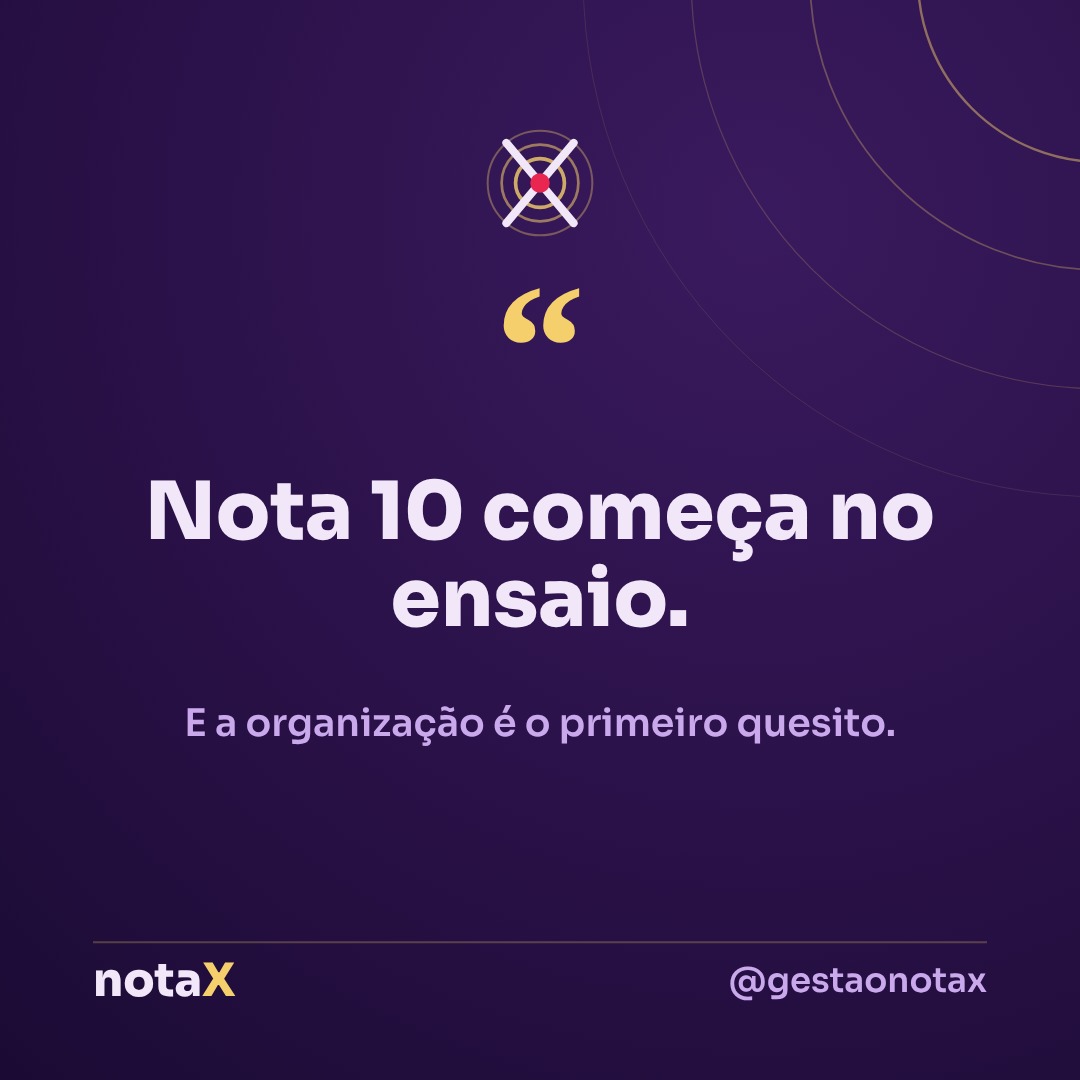 “
Nota 10 começa no
ensaio.
E a organização é o primeiro quesito.
notaX
@gestaonotax